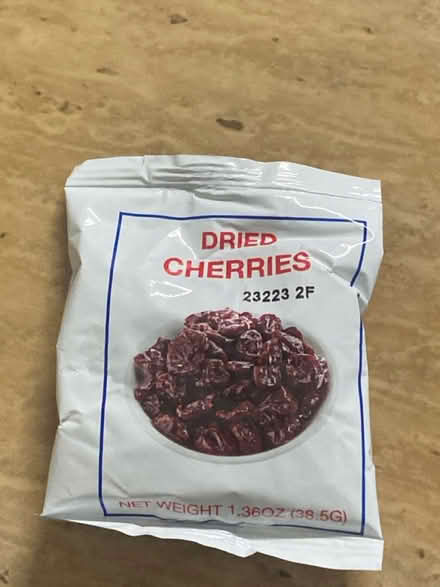 DRIED
CHERRIES
23223 2F
NET WEIGHT 1.36OZ (38.5G)